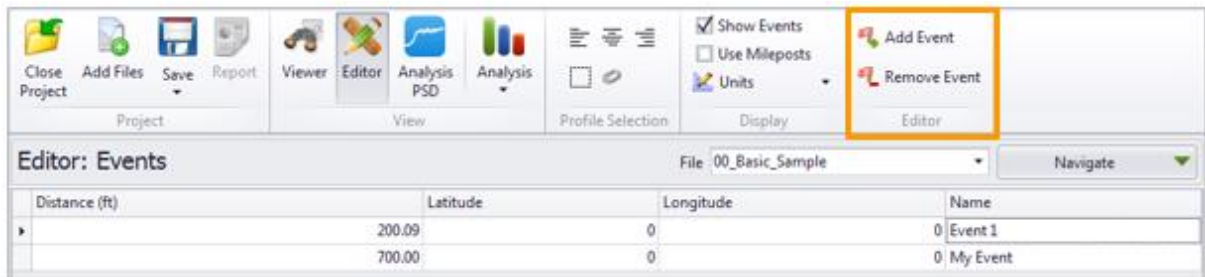 Close Project
Add Files
Save
Report
Project
Viewer
Editor
Analysis PSD
Analysis
View
Profile Selection
Show Events
Use Mileposts
Units
Display
Add Event
Remove Event
Editor
Editor: Events
File 00_Basic_Sample
Navigate
Distance (ft) Latitude Longitude Name
200.09 0 0 Event 1
700.00 0 0 My Event